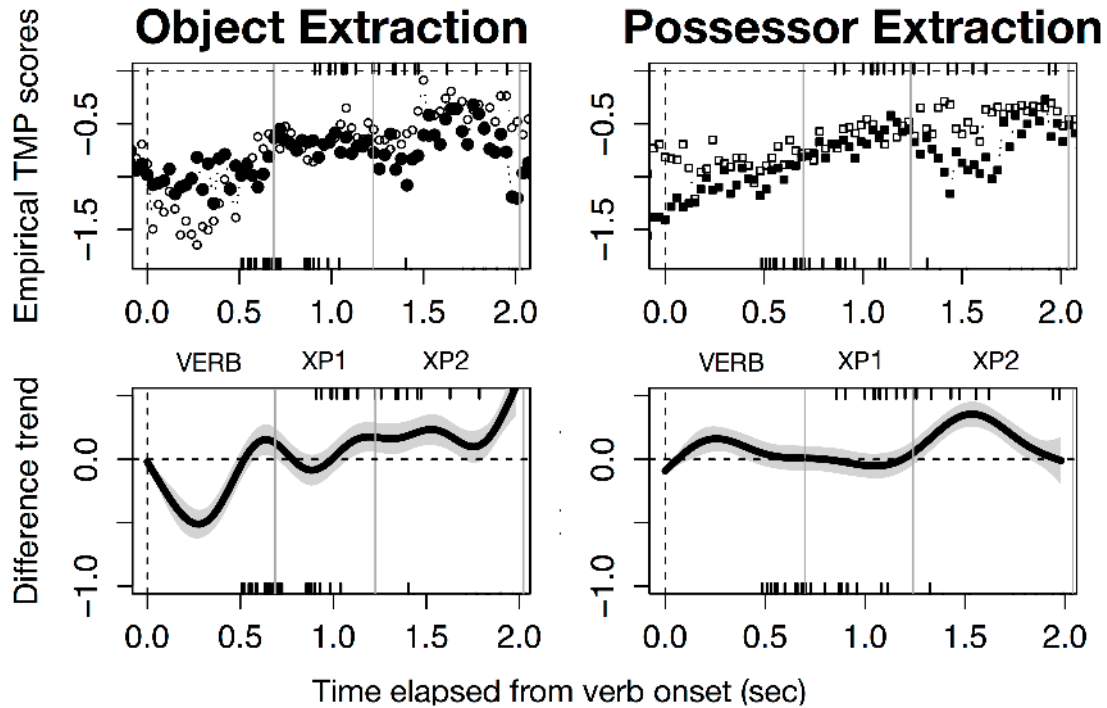 Object Extraction
Possessor Extraction
Empirical TMP scores
−0.5
−1.5
−0.5
−1.5
0.0 0.5 1.0 1.5 2.0
0.0 0.5 1.0 1.5 2.0
VERB XP1 XP2
VERB XP1 XP2
Difference trend
0.0
−1.0
0.0
−1.0
0.0 0.5 1.0 1.5 2.0
0.0 0.5 1.0 1.5 2.0
Time elapsed from verb onset (sec)